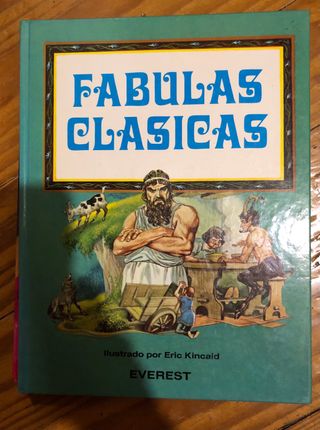 FABULAS
CLASICAS
Ilustrado por Eric Kincaid
EVEREST